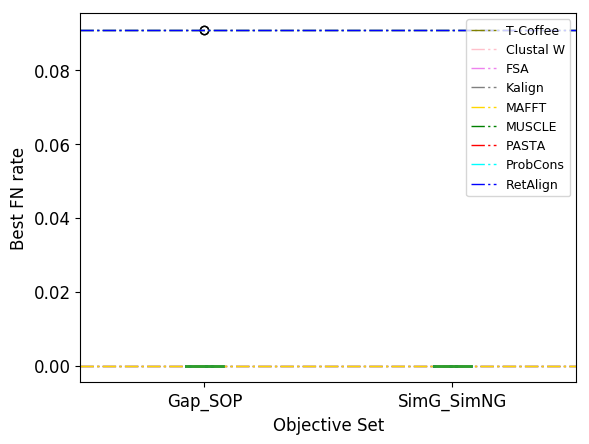 Best FN rate
0.08
0.06
0.04
0.02
0.00
T-Coffee
Clustal W
FSA
Kalign
MAFFT
MUSCLE
PASTA
ProbCons
RetAlign
Gap_SOP
SimG_SimNG
Objective Set